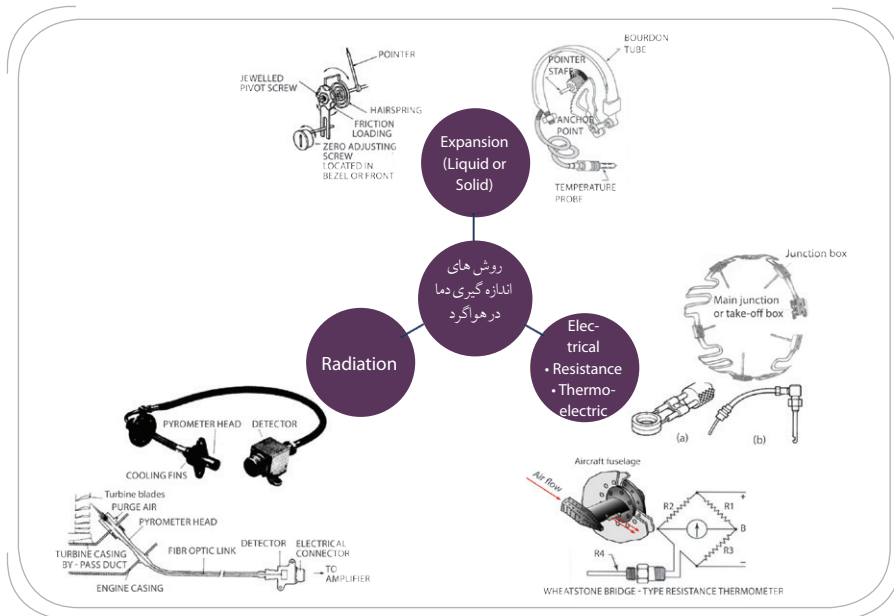 POINTER
JEWELLED
PIVOT SCREW
HAIRSPRING
FRICTION
LOADING
ZERO ADJUSTING
SCREW
LOCATED IN
BEZEL OR FRONT
BOURDON
TUBE
POINTER
STAFF
ANCHOR
POINT
TEMPERATURE
PROBE
Expansion
(Liquid or
Solid)
روش های
اندازه گیری دما
در هواگرد
Radiation
Elec-
trical
• Resistance
• Thermo-
electric
Junction box
Main junction
or take-off box
(a)
(b)
PYROMETER HEAD
DETECTOR
COOLING FINS
Turbine blades
PURGE AIR
PYROMETER HEAD
TURBINE CASING
BY - PASS DUCT
ENGINE CASING
FIBR OPTIC LINK
DETECTOR
ELECTRICAL
CONNECTOR
TO
AMPLIFIER
Aircraft fuselage
Air flow
R2
R1
+
B
R3
–
R4
WHEATSTONE BRIDGE - TYPE RESISTANCE THERMOMETER